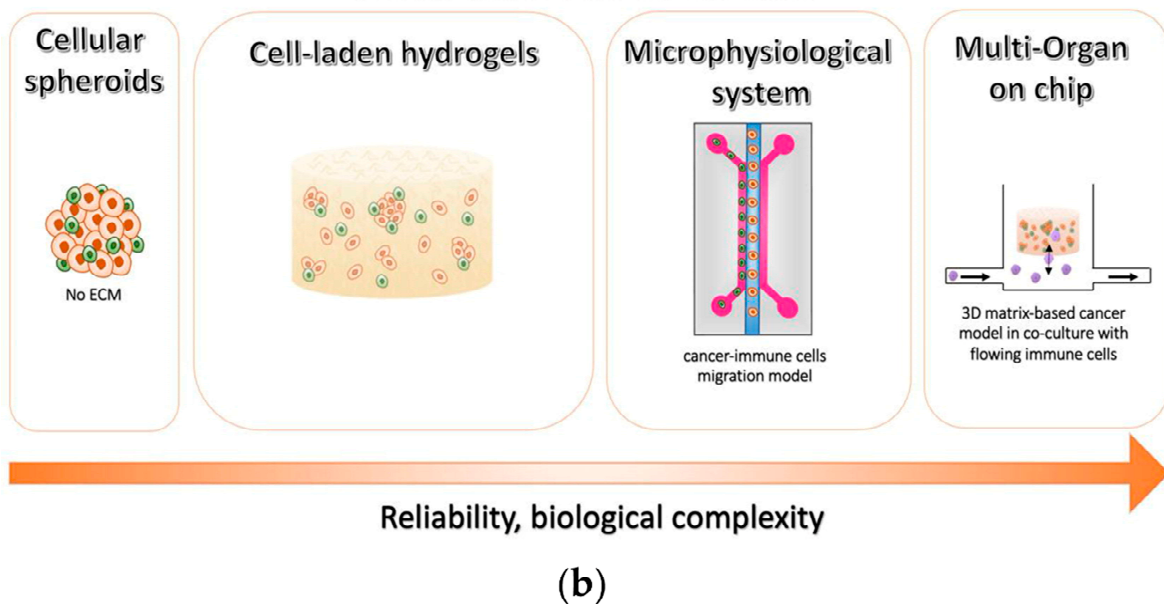 Cellular
spheroids
No ECM
Cell-laden hydrogels
Microphysiological
system
cancer-immune cells
migration model
Multi-Organ
on chip
3D matrix-based cancer
model in co-culture with
flowing immune cells
Reliability, biological complexity
(b)